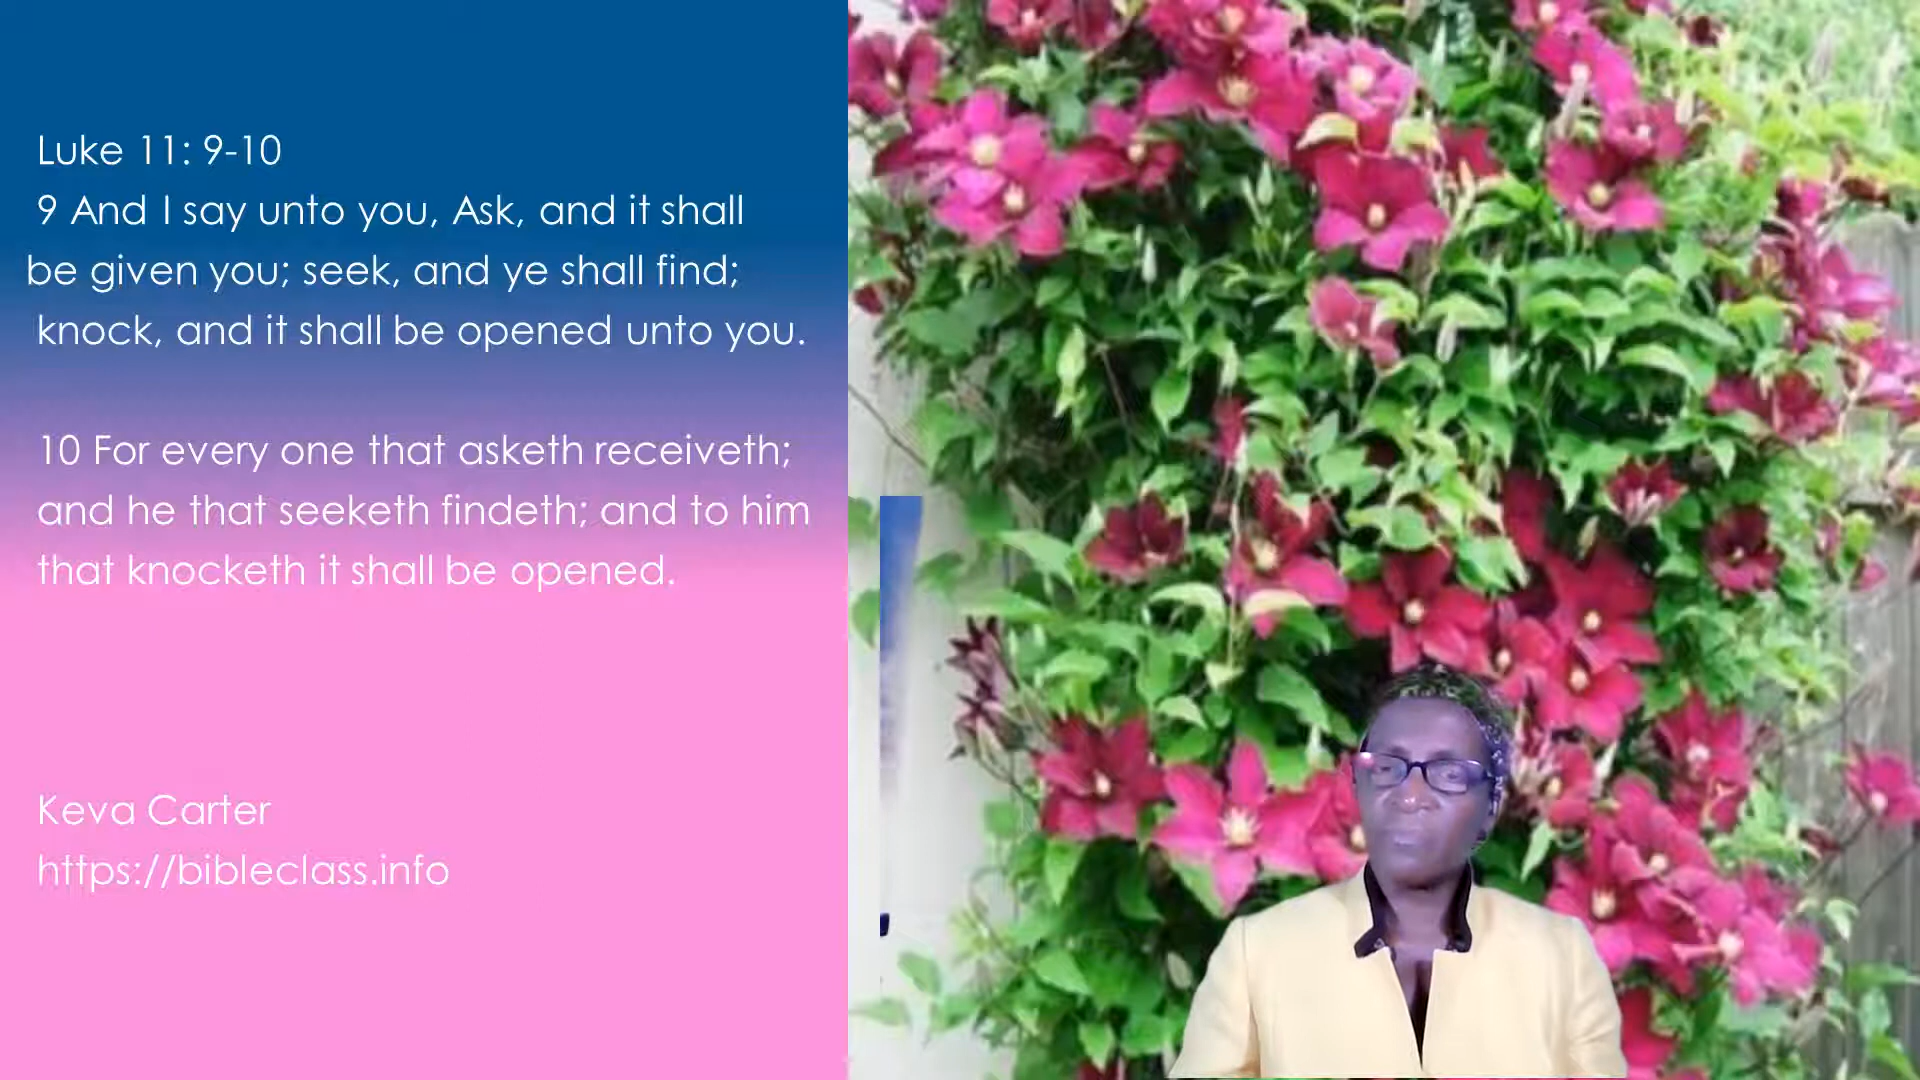 Luke 11: 9-10
9 And I say unto you, Ask, and it shall
be given you; seek, and ye shall find;
knock, and it shall be opened unto you.
10 For every one that asketh receiveth;
and he that seeketh findeth; and to him
that knocketh it shall be opened.
Keva Carter
https://bibleclass.info